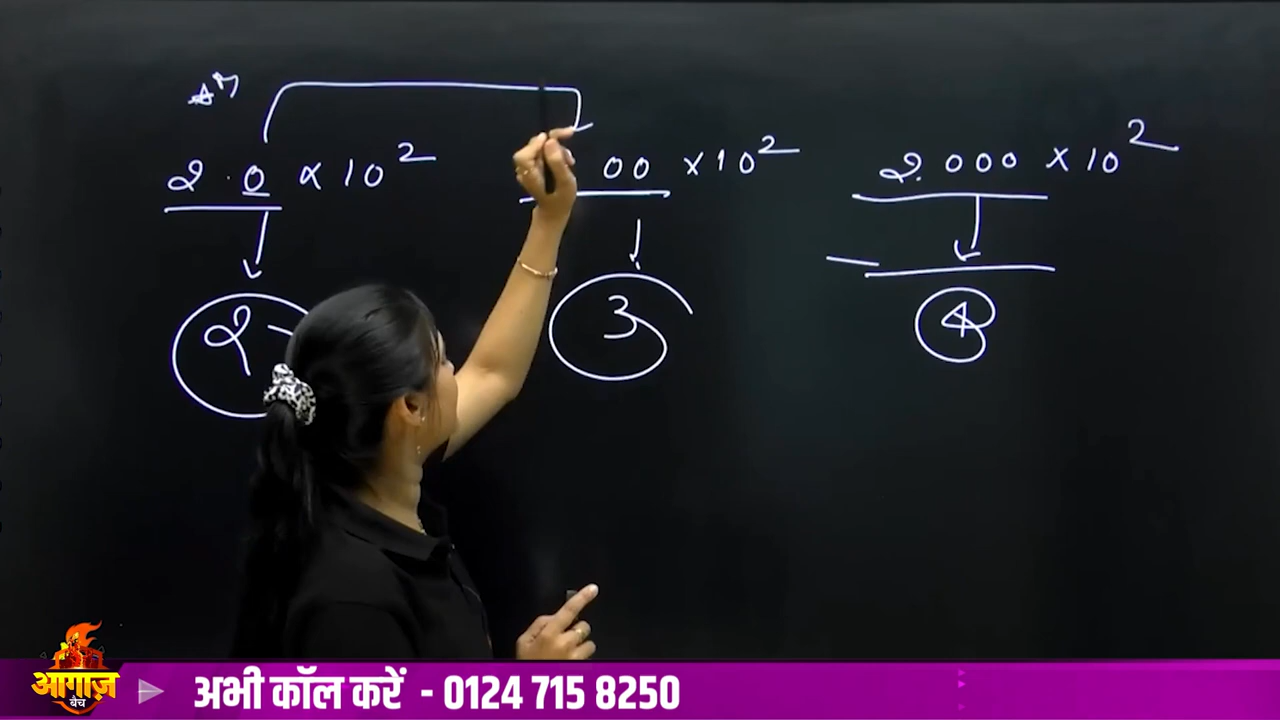 2.0 × 10² 00 × 10² 2.000 × 10²
2 3 4
आगाज़
बैच
अभी कॉल करें - 0124 715 8250